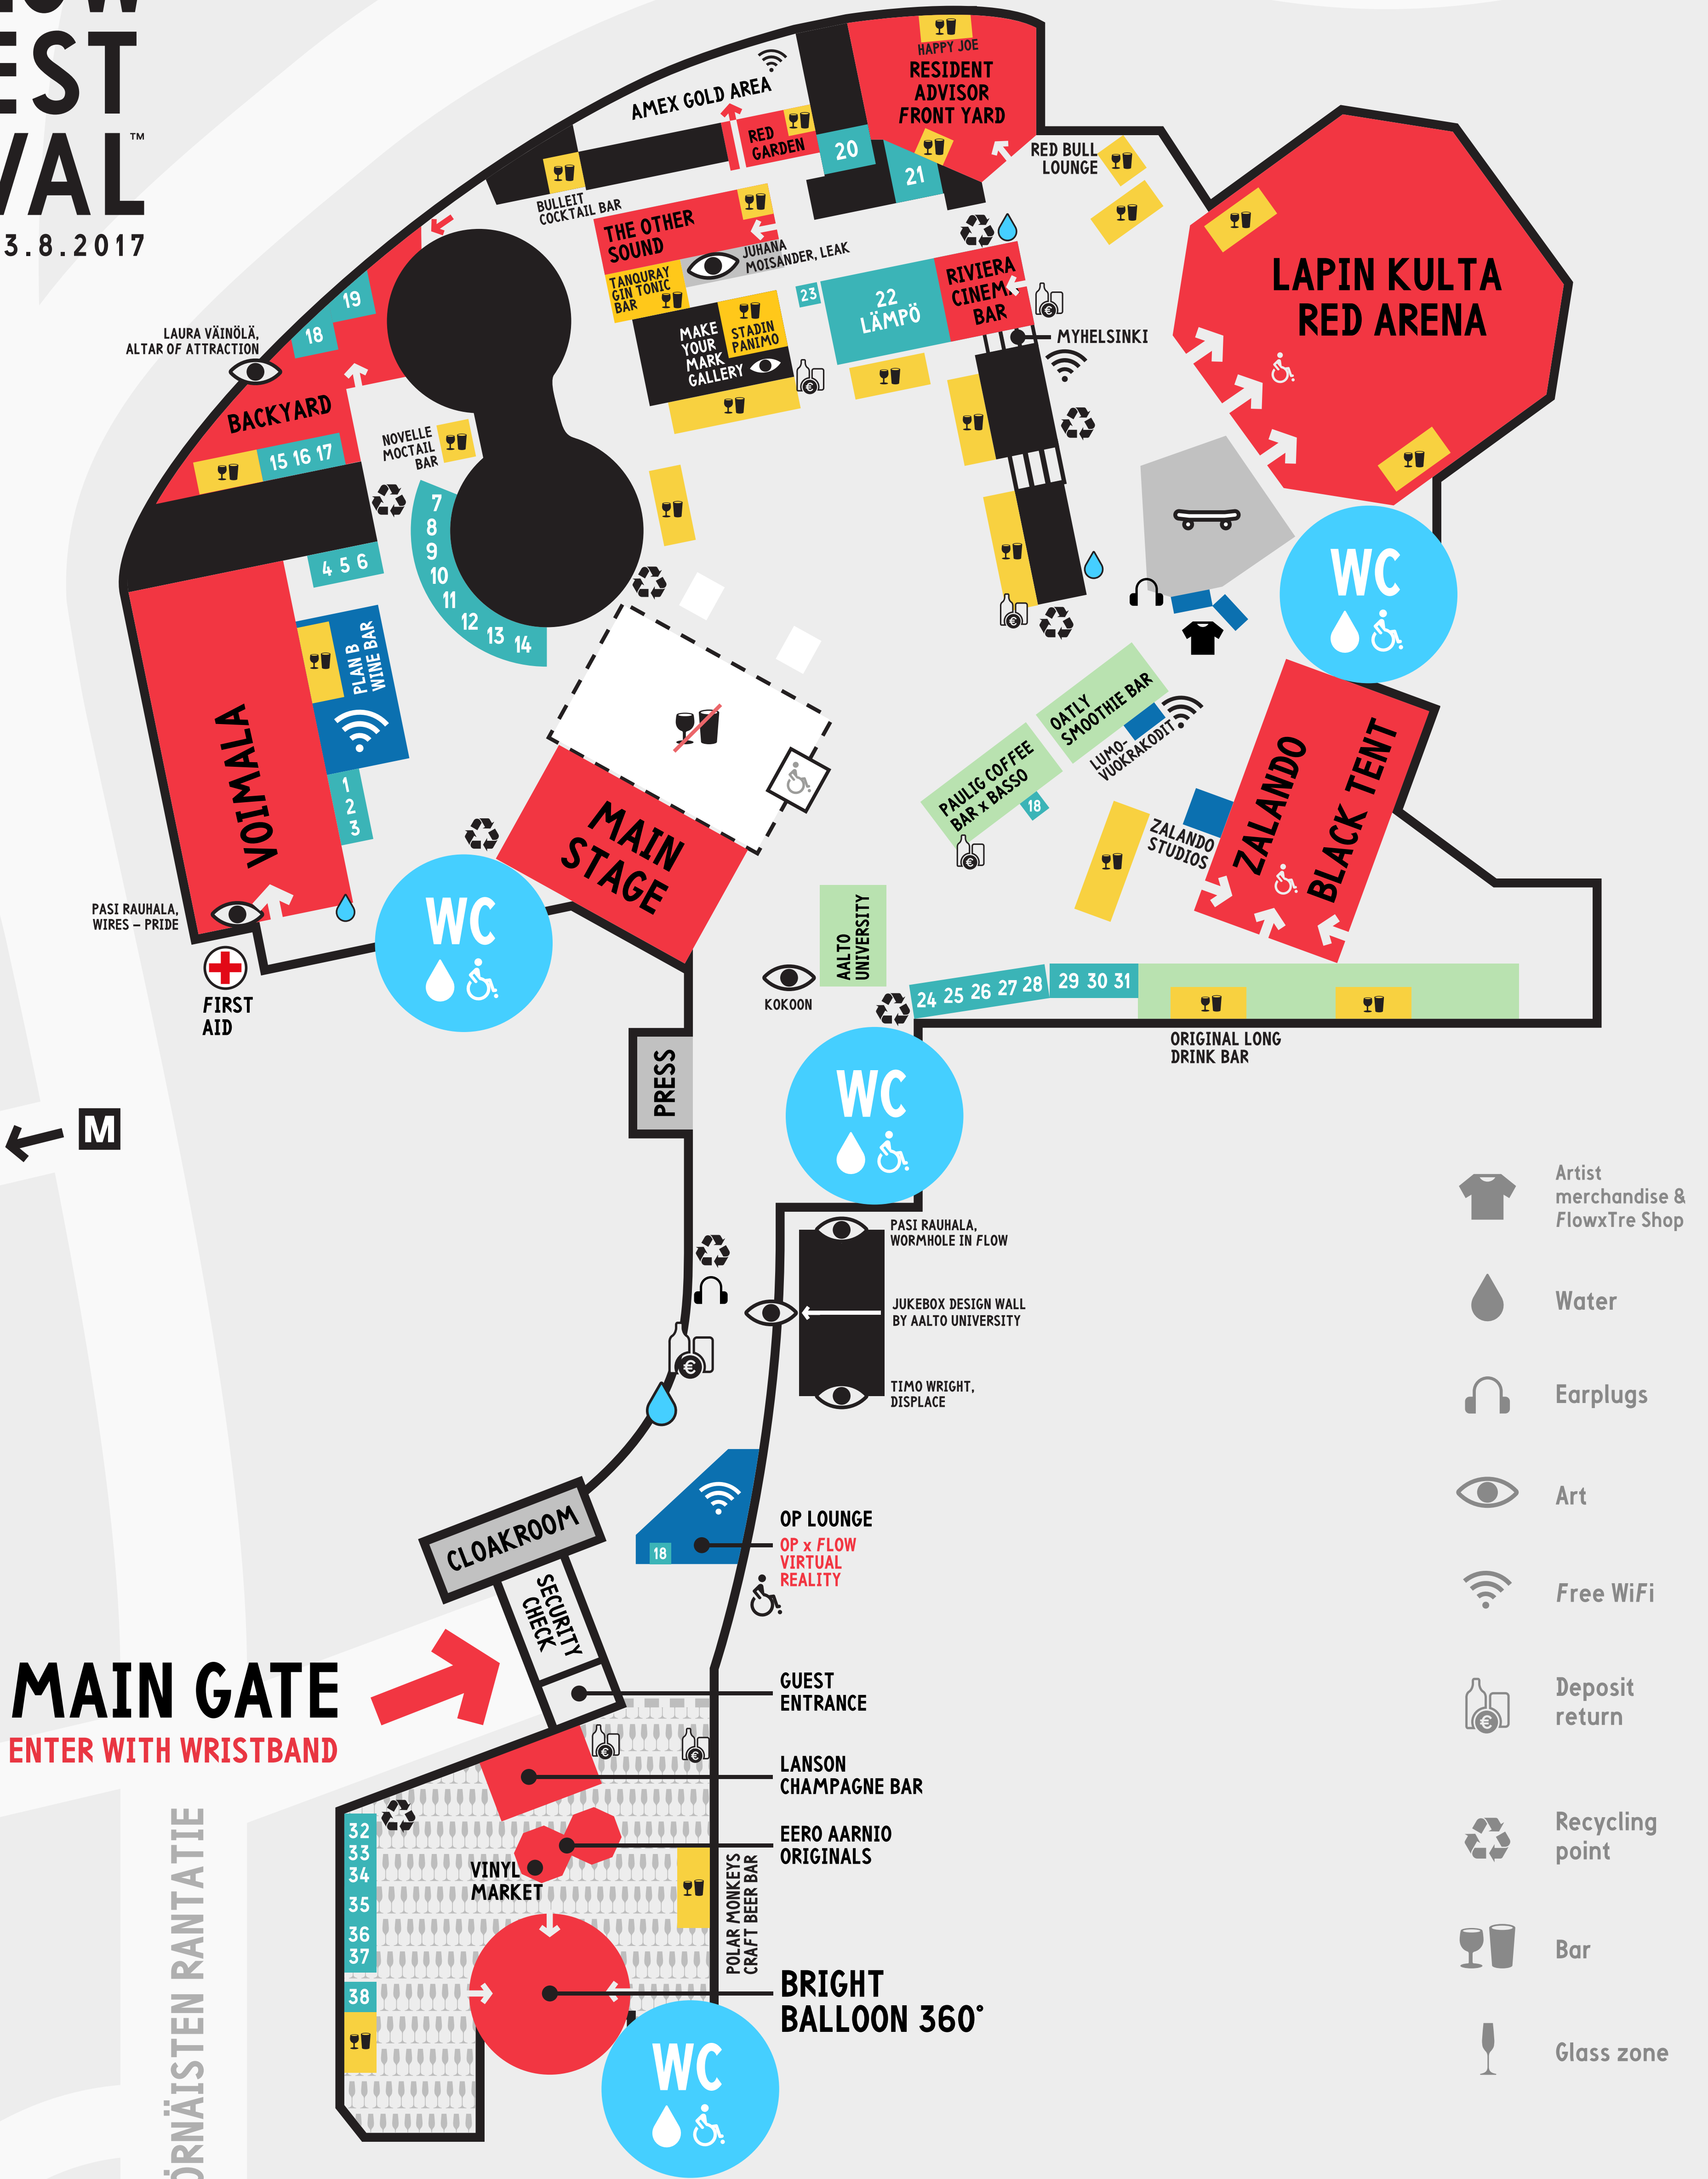 EST
VAL™
3.8.2017
AMEX GOLD AREA
HAPPY JOE
RESIDENT
ADVISOR
FRONT YARD
RED
GARDEN
20
21
RED BULL
LOUNGE
BULLEIT
COCKTAIL BAR
THE OTHER
SOUND
JUHANA
MOISANDER, LEAK
TANQURAY
GIN TONIC
BAR
MAKE
YOUR
MARK
GALLERY
STADIN
PANIMO
23
22
LÄMPÖ
RIVIERA
CINEMA
BAR
MYHELSINKI
LAPIN KULTA
RED ARENA
19
18
LAURA VÄINÖLÄ,
ALTAR OF ATTRACTION
BACKYARD
15 16 17
NOVELLE
MOCTAIL
BAR
4 5 6
7
8
9
10
11
12
13
14
WC
PLAN B
WINE BAR
VOIMALA
1
2
3
MAIN
STAGE
OATLY
SMOOTHIE BAR
LUMO-
VUOKRAKODIT
PAULIG COFFEE
BAR x BASSO
18
ZALANDO
STUDIOS
ZALANDO
BLACK TENT
PASI RAUHALA,
WIRES – PRIDE
FIRST
AID
WC
AALTO
UNIVERSITY
KOKOON
24 25 26 27 28
29 30 31
ORIGINAL LONG
DRINK BAR
PRESS
WC
M
PASI RAUHALA,
WORMHOLE IN FLOW
JUKEBOX DESIGN WALL
BY AALTO UNIVERSITY
TIMO WRIGHT,
DISPLACE
CLOAKROOM
SECURITY
CHECK
18
OP LOUNGE
OP x FLOW
VIRTUAL
REALITY
MAIN GATE
ENTER WITH WRISTBAND
GUEST
ENTRANCE
LANSON
CHAMPAGNE BAR
EERO AARNIO
ORIGINALS
VINYL
MARKET
32
33
34
35
36
37
38
POLAR MONKEYS
CRAFT BEER BAR
BRIGHT
BALLOON 360°
WC
ÖRNÄISTEN RANTATIE
Artist
merchandise &
FlowxTre Shop
Water
Earplugs
Art
Free WiFi
Deposit
return
Recycling
point
Bar
Glass zone